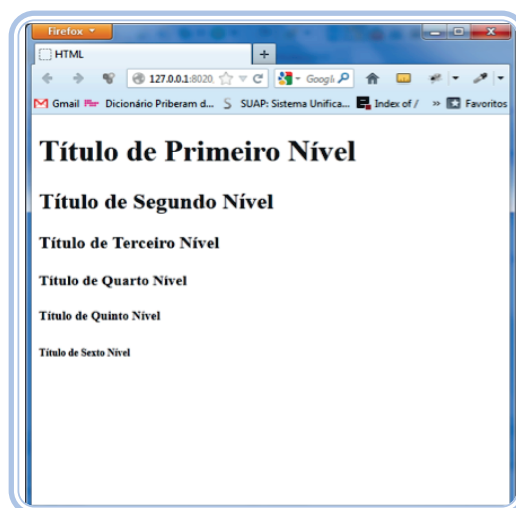 Firefox
HTML
127.0.0.1:8020
Googl
Gmail Dicionário Priberam d... SUAP: Sistema Unifica... Index of / » Favoritos
Título de Primeiro Nível
Título de Segundo Nível
Título de Terceiro Nível
Título de Quarto Nível
Título de Quinto Nível
Título de Sexto Nível